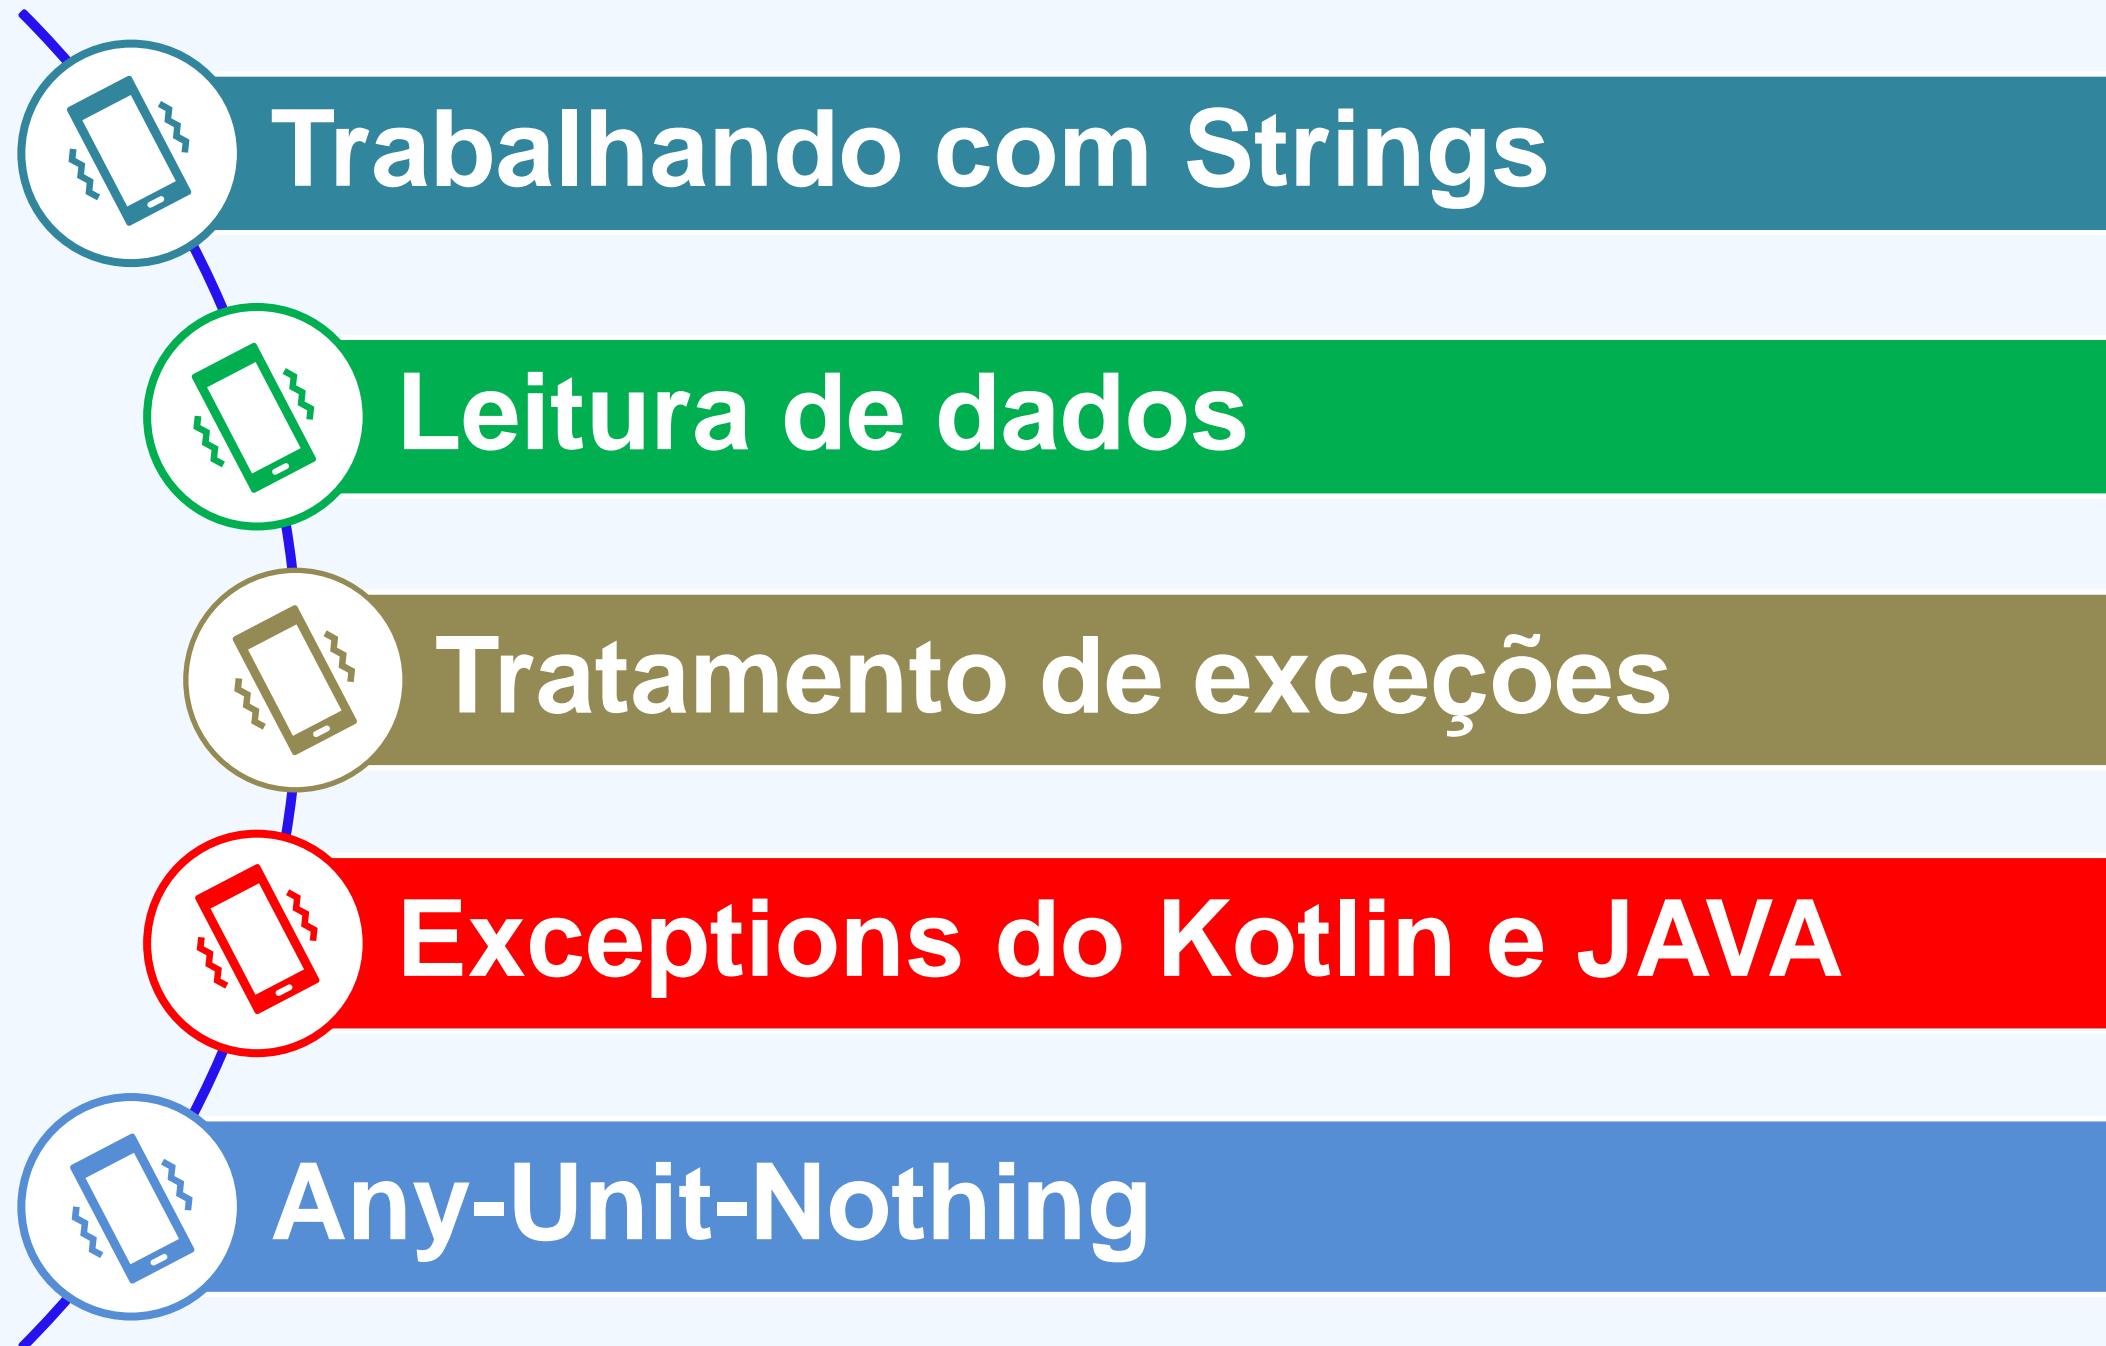 Trabalhando com Strings
Leitura de dados
Tratamento de exceções
Exceptions do Kotlin e JAVA
Any-Unit-Nothing